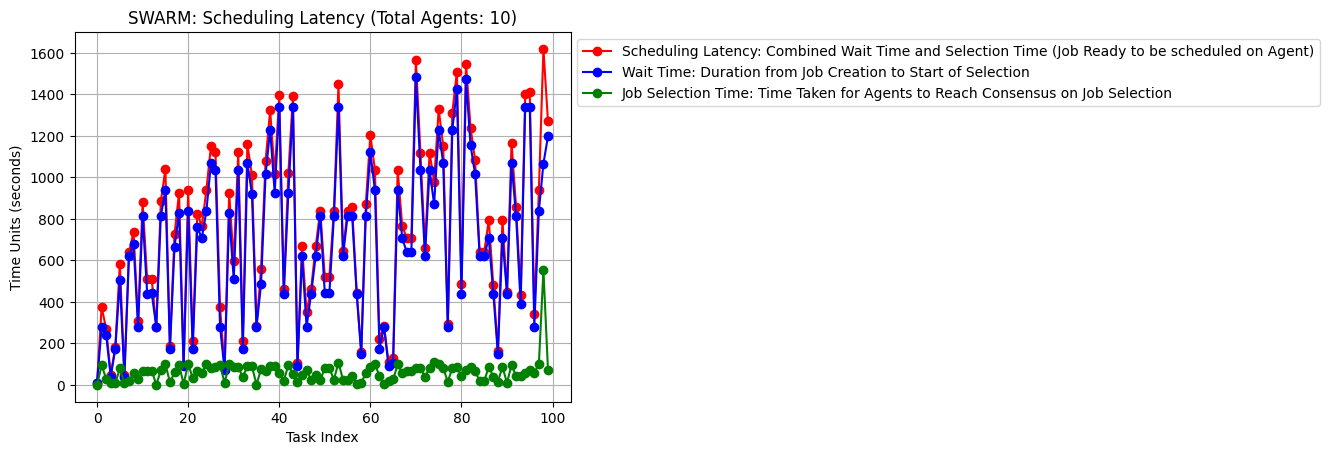 SWARM: Scheduling Latency (Total Agents: 10)
Scheduling Latency: Combined Wait Time and Selection Time (Job Ready to be scheduled on Agent)
Wait Time: Duration from Job Creation to Start of Selection
Job Selection Time: Time Taken for Agents to Reach Consensus on Job Selection
Time Units (seconds)
1600
1400
1200
1000
800
600
400
200
0
0 20 40 60 80 100
Task Index